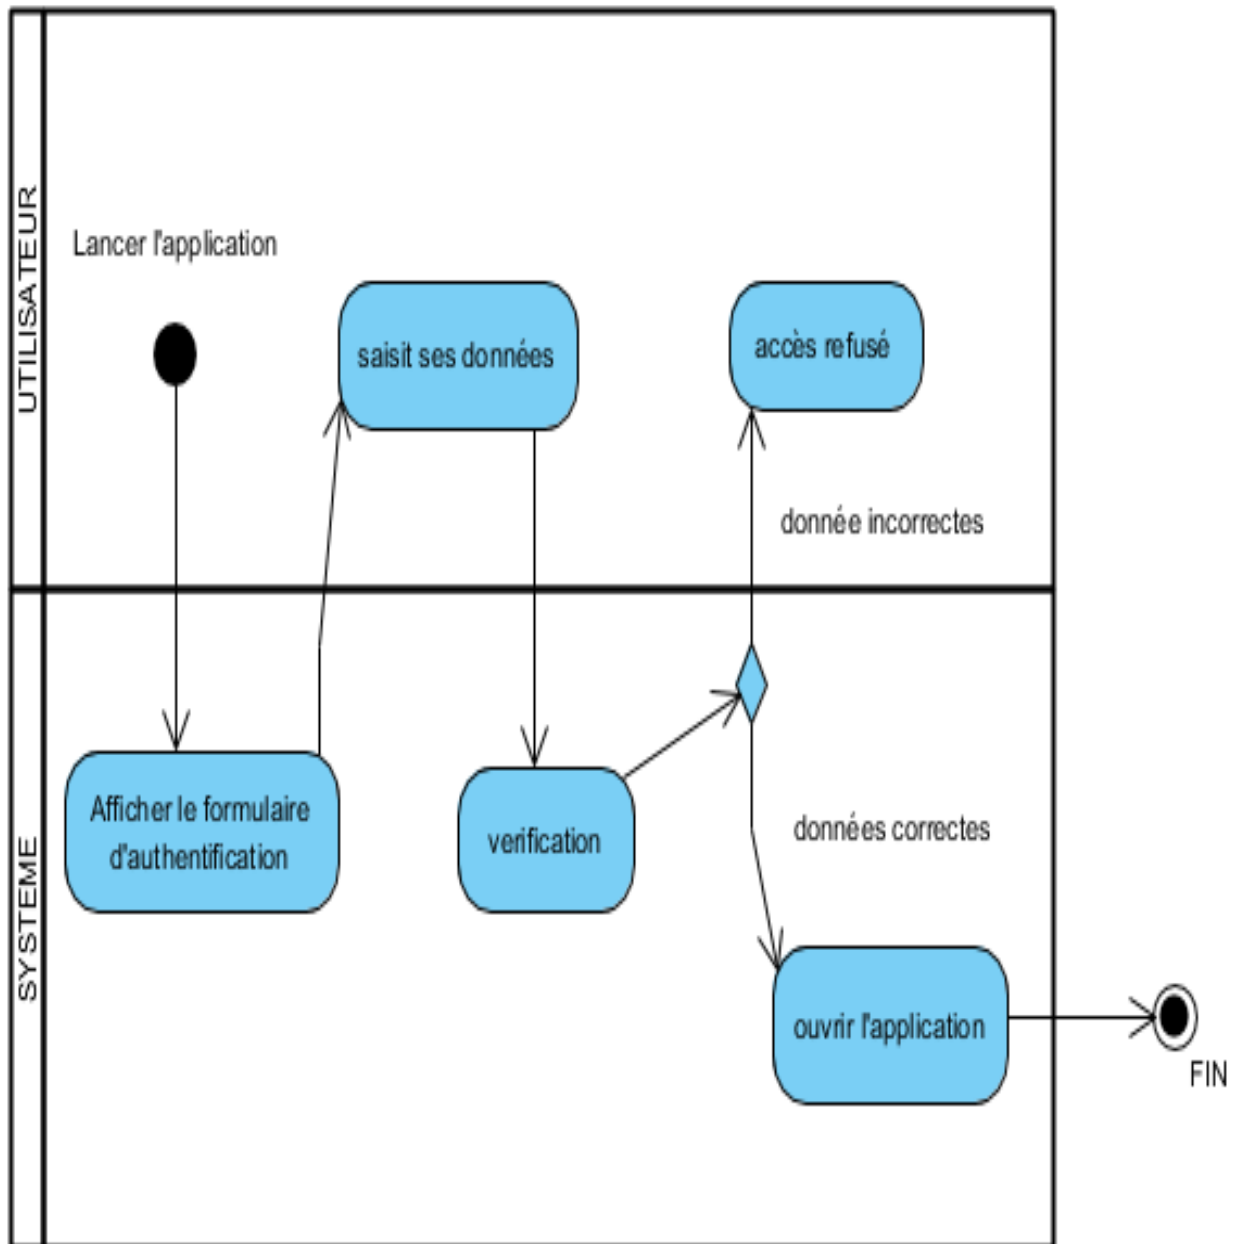 UTILISATEUR
Lancer l'application
saisit ses données
accès refusé
donnée incorrectes
SYSTEME
Afficher le formulaire
d'authentification
verification
données correctes
ouvrir l'application
FIN